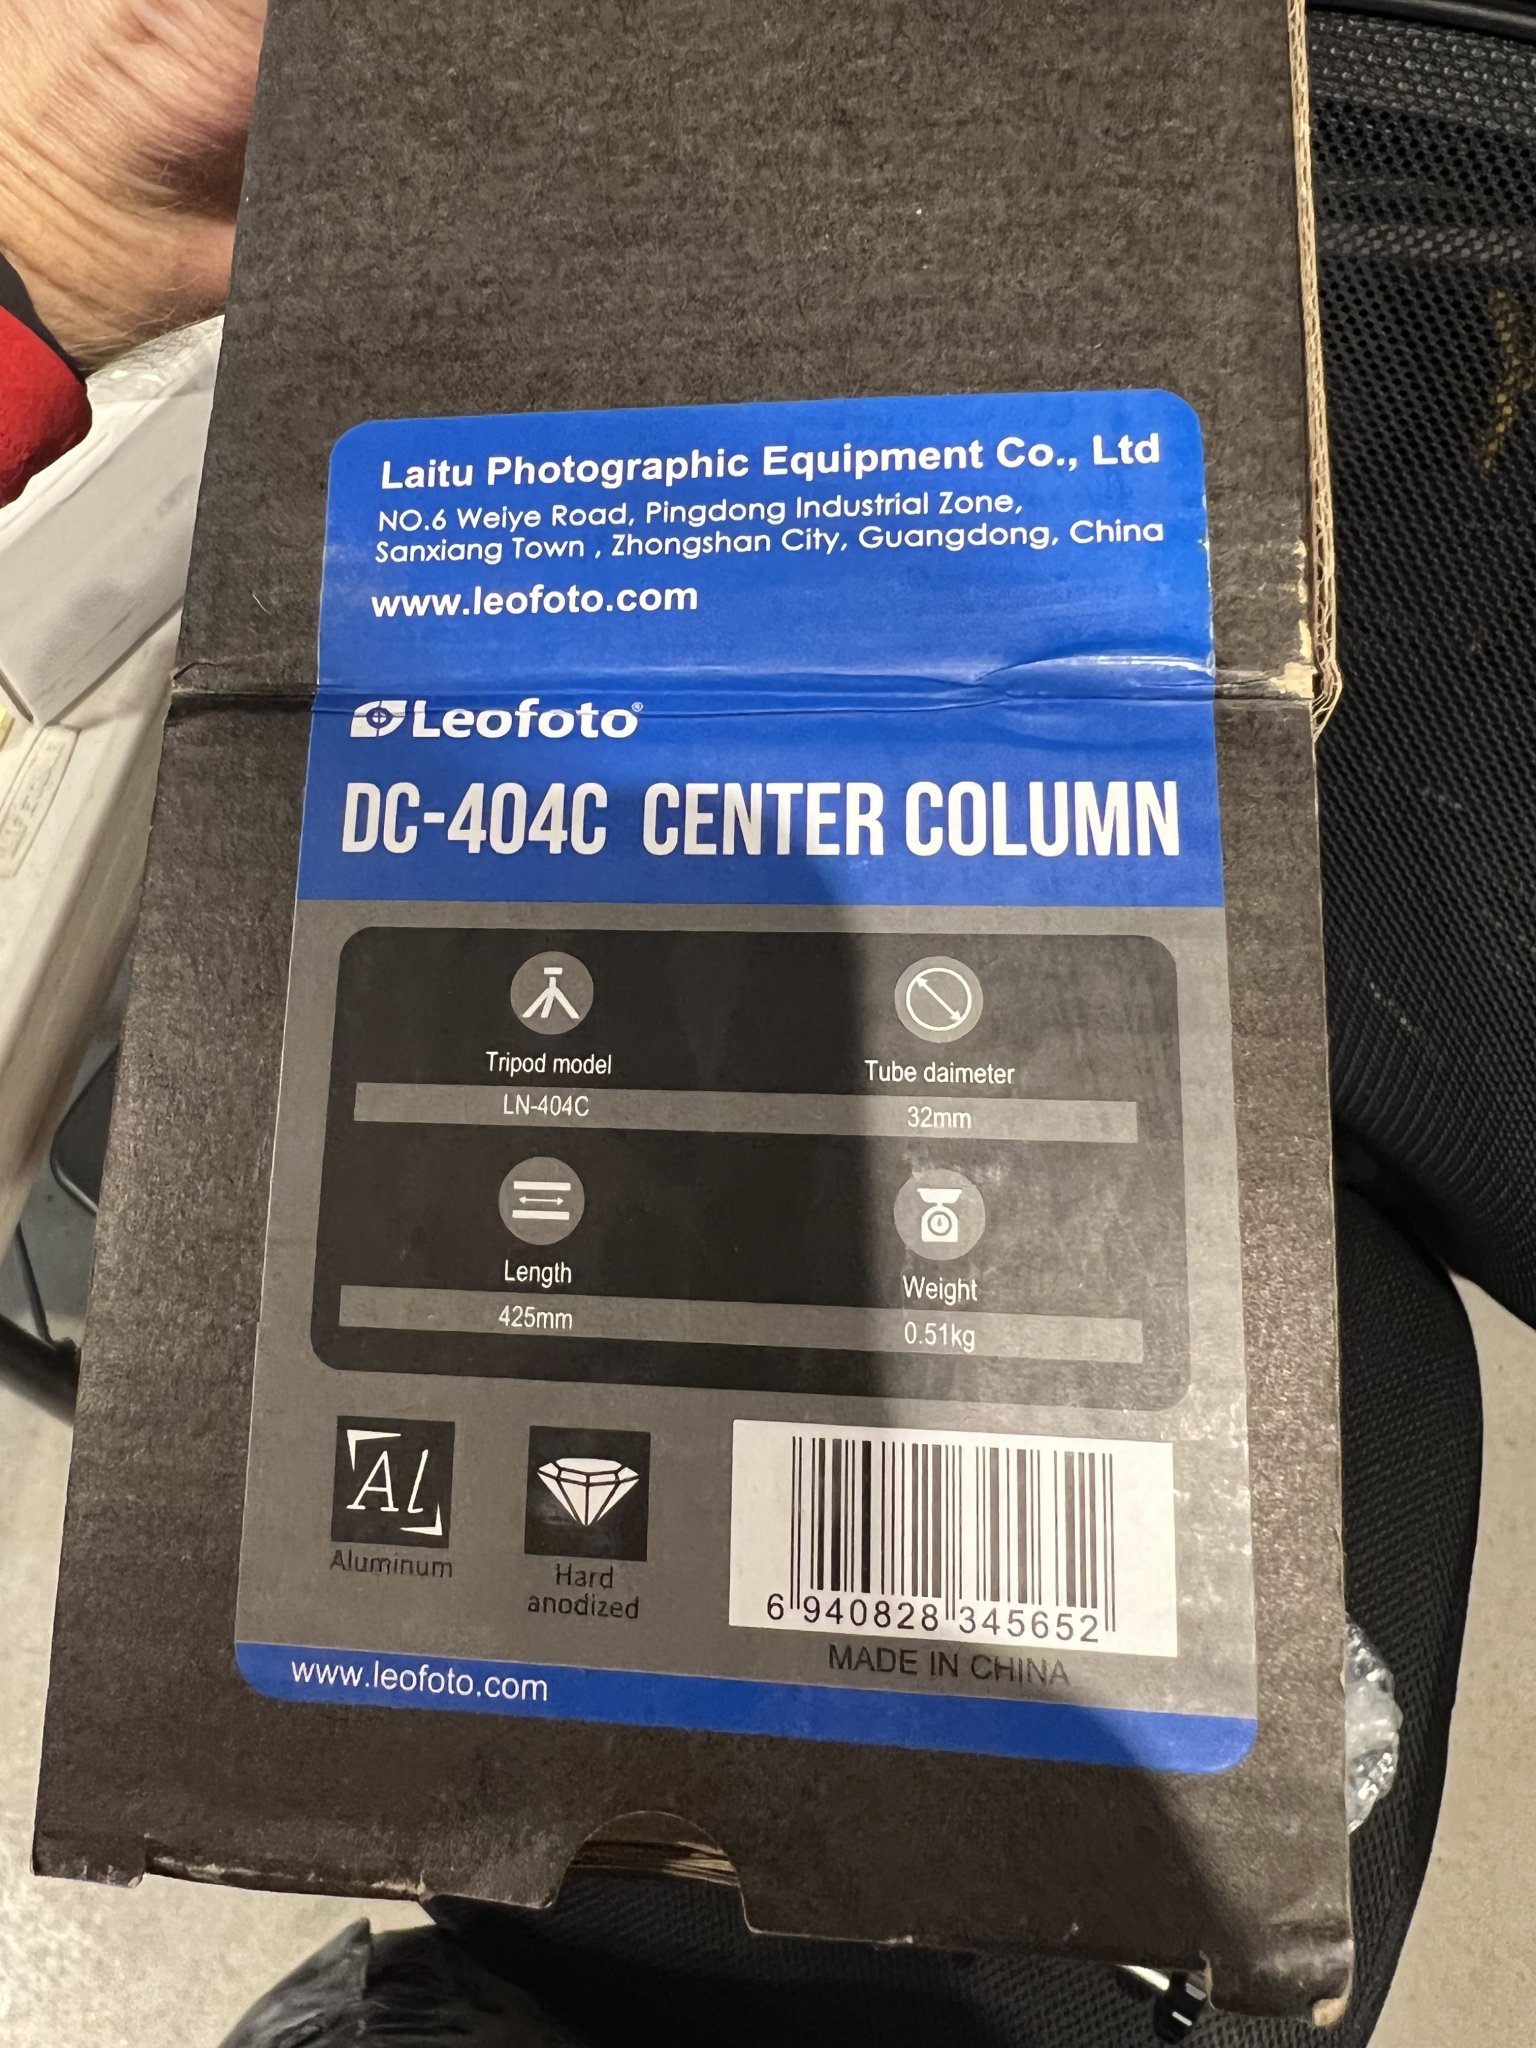 Laitu Photographic Equipment Co., Ltd
NO.6 Weiye Road, Pingdong Industrial Zone,
Sanxiang Town , Zhongshan City, Guangdong, China
www.leofoto.com
Leofoto®
DC-404C CENTER COLUMN
Tripod model
LN-404C
Tube daimeter
32mm
Length
425mm
Weight
0.51kg
Al
Aluminum
Hard
anodized
6 940828 345652
MADE IN CHINA
www.leofoto.com